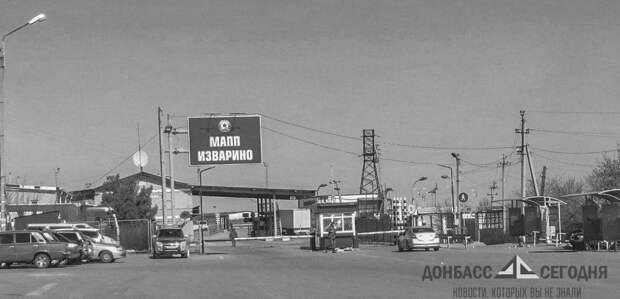 МАПП
ИЗВАРИНО
ДОНБАСС СЕГОДНЯ
НОВОСТИ, КОТОРЫХ ВЫ НЕ ЗНАЛИ